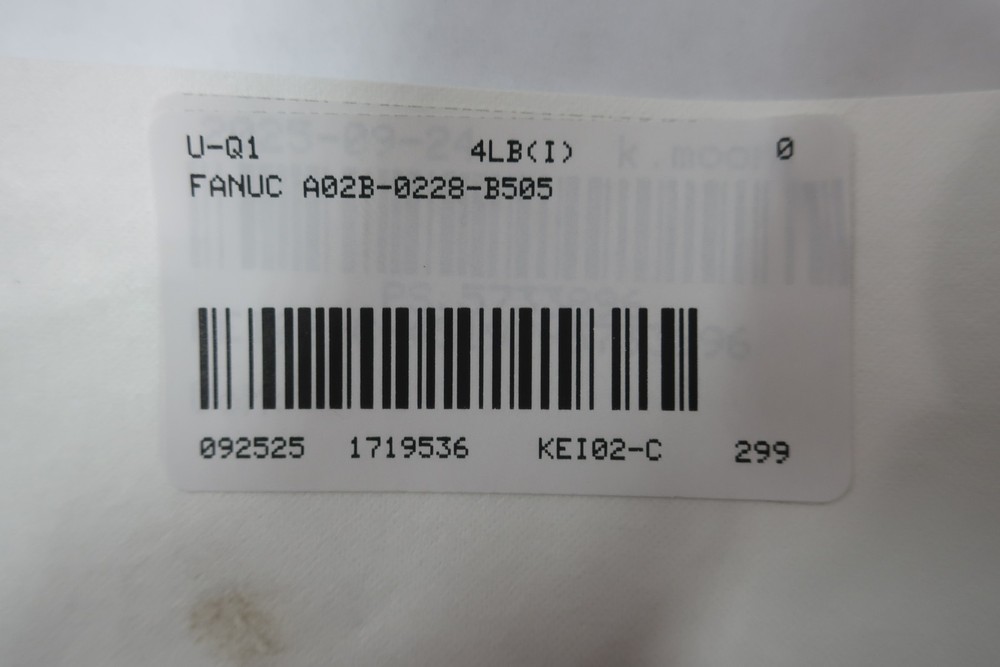 U-Q1 4LB(I) 0
FANUC A02B-0228-B505
092525 1719536 KEI02-C 299